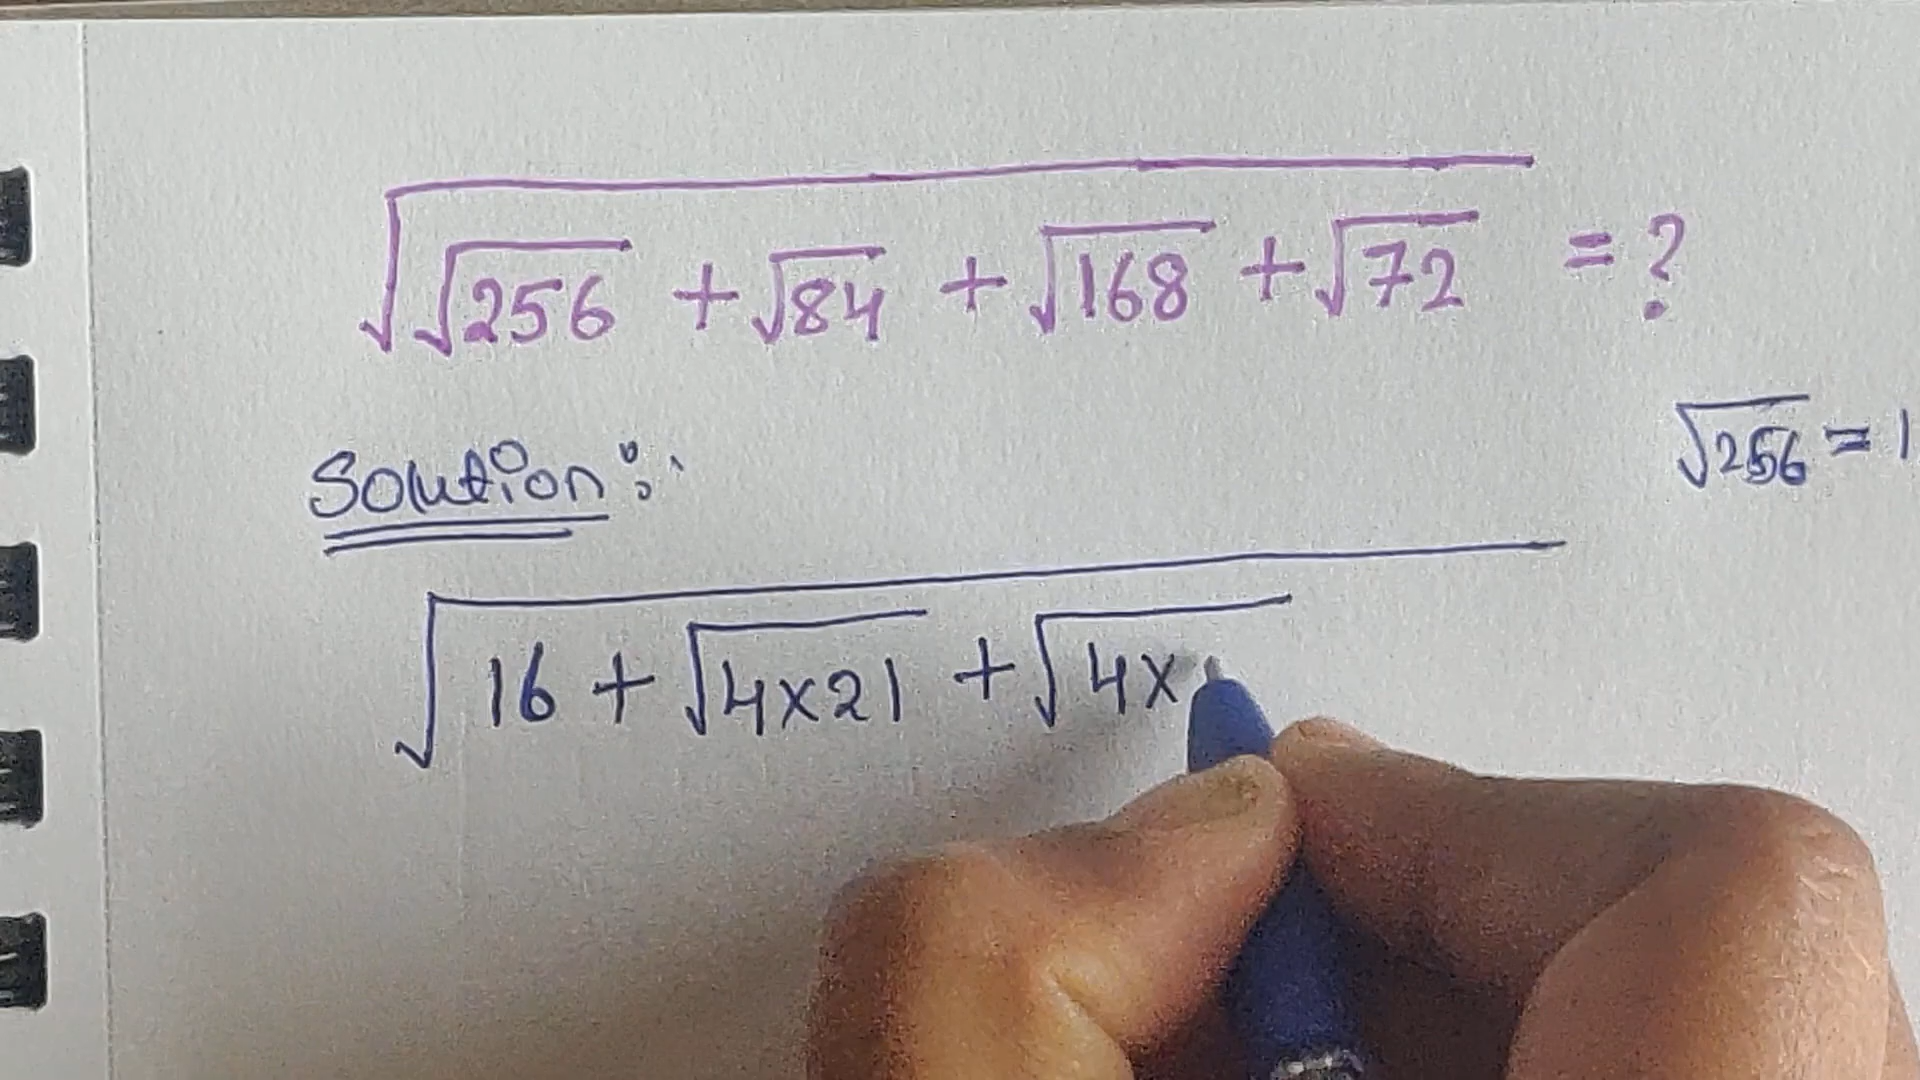 √(√256 + √84 + √168 + √72) = ?
√256 = 1
Solution:
√(16 + √(4×21) + √(4×